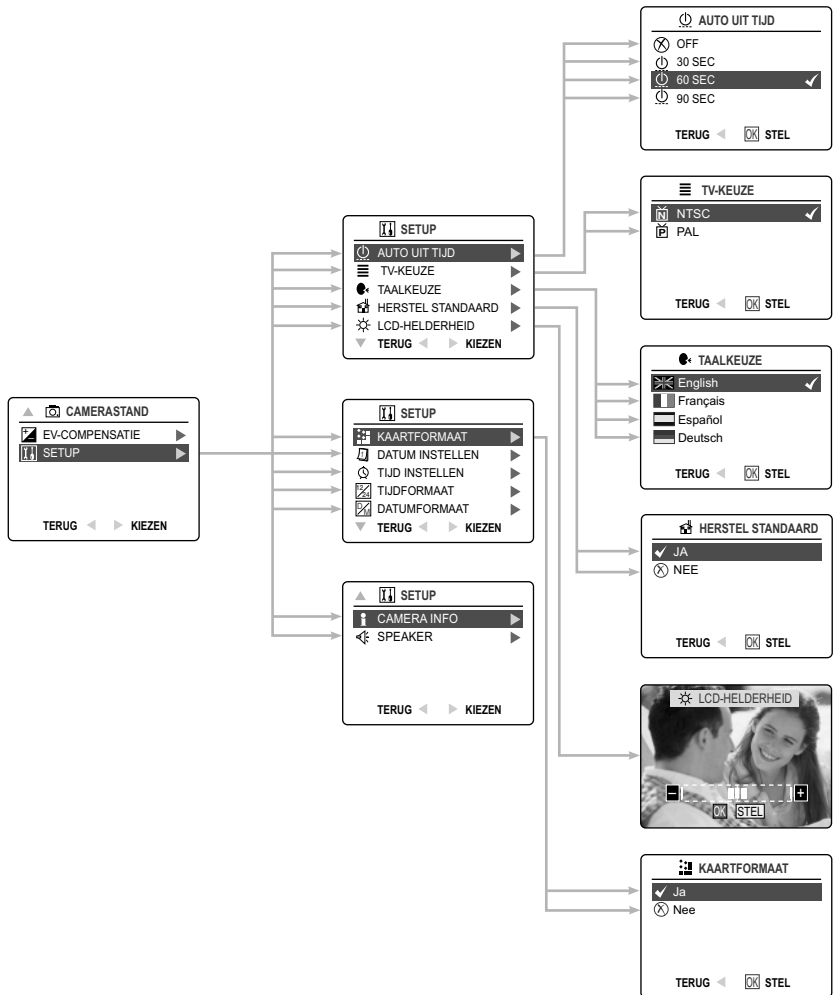 CAMERASTAND
EV-COMPENSATIE
SETUP
TERUG KIEZEN
SETUP
AUTO UIT TIJD
TV-KEUZE
TAALKEUZE
HERSTEL STANDAARD
LCD-HELDERHEID
TERUG KIEZEN
SETUP
KAARTFORMAAT
DATUM INSTELLEN
TIJD INSTELLEN
12/24 TIJDFORMAAT
D/M DATUMFORMAAT
TERUG KIEZEN
SETUP
i CAMERA INFO
SPEAKER
TERUG KIEZEN
AUTO UIT TIJD
OFF
30 SEC
60 SEC
90 SEC
TERUG OK STEL
TV-KEUZE
N NTSC
P PAL
TERUG OK STEL
TAALKEUZE
English
Français
Español
Deutsch
TERUG OK STEL
HERSTEL STANDAARD
JA
NEE
TERUG OK STEL
LCD-HELDERHEID
OK STEL
KAARTFORMAAT
Ja
Nee
TERUG OK STEL